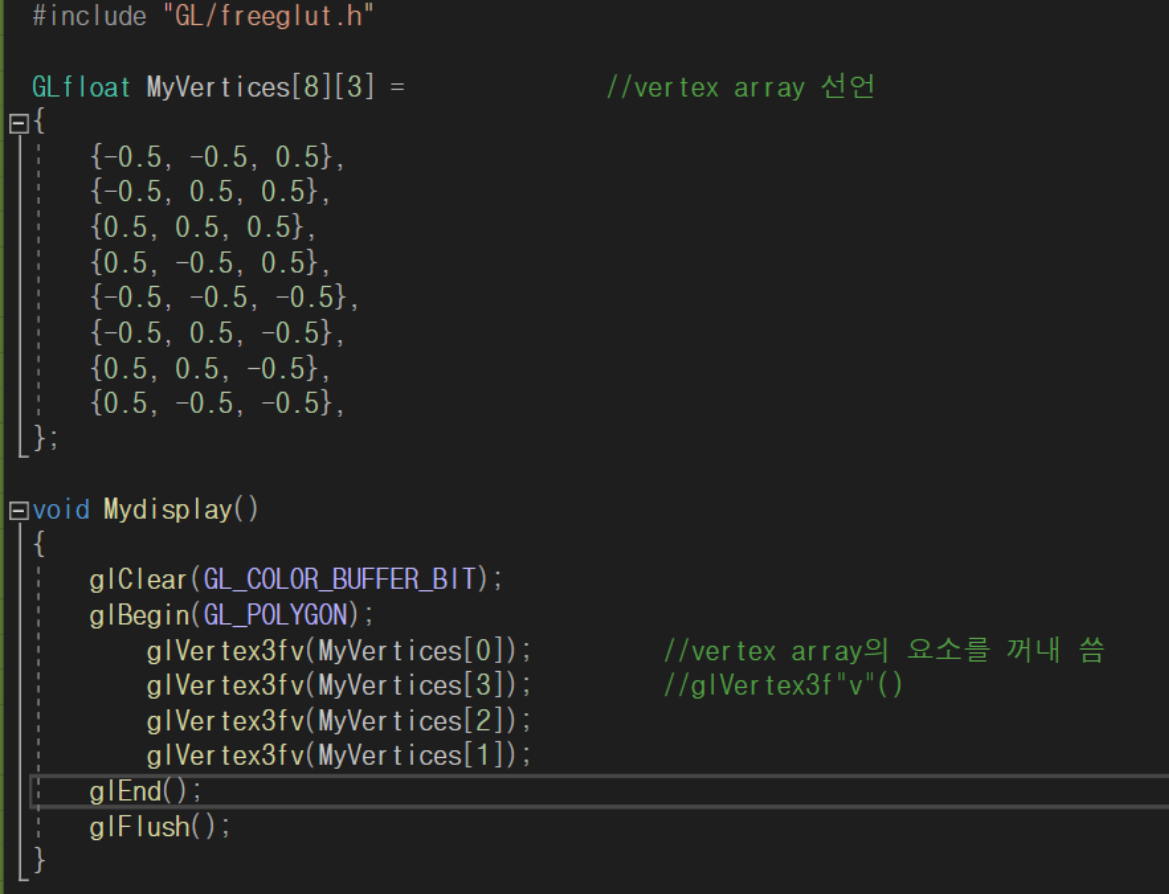 #include "GL/freeglut.h"
GLfloat MyVertices[8][3] = //vertex array 선언
{
{-0.5, -0.5, 0.5},
{-0.5, 0.5, 0.5},
{0.5, 0.5, 0.5},
{0.5, -0.5, 0.5},
{-0.5, -0.5, -0.5},
{-0.5, 0.5, -0.5},
{0.5, 0.5, -0.5},
{0.5, -0.5, -0.5},
};
void Mydisplay()
{
glClear(GL_COLOR_BUFFER_BIT);
glBegin(GL_POLYGON);
glVertex3fv(MyVertices[0]); //vertex array의 요소를 꺼내 씀
glVertex3fv(MyVertices[3]); //glVertex3f"v"()
glVertex3fv(MyVertices[2]);
glVertex3fv(MyVertices[1]);
glEnd();
glFlush();
}